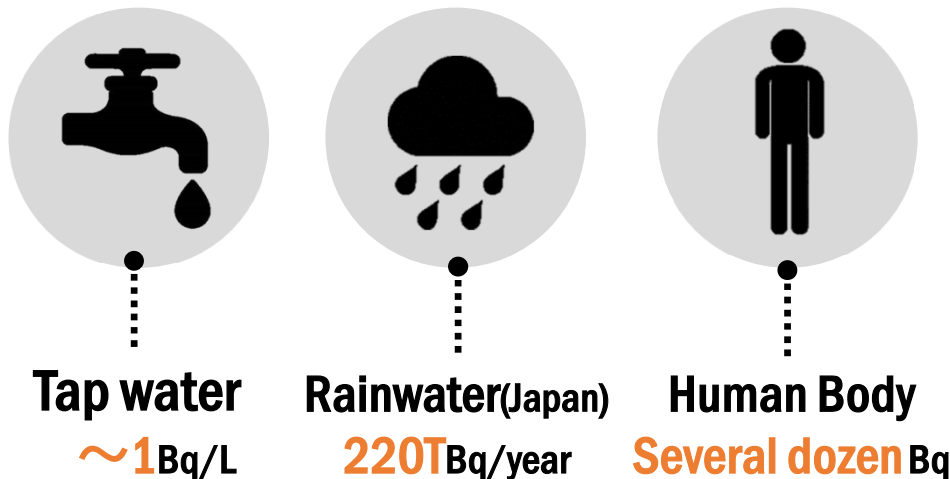 Tap water
～1Bq/L
Rainwater(Japan)
220TBq/year
Human Body
Several dozen Bq